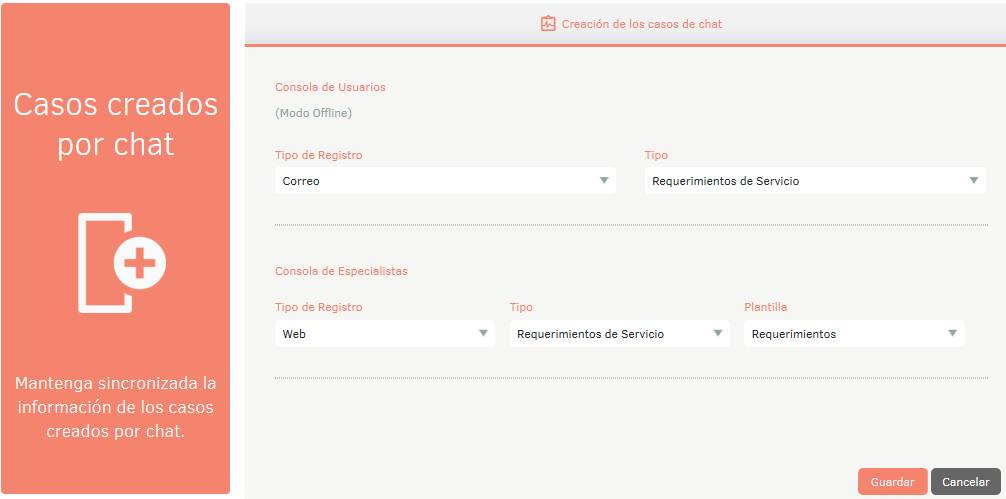 Casos creados
por chat
Mantenga sincronizada la
información de los casos
creados por chat.
Creación de los casos de chat
Consola de Usuarios
(Modo Offline)
Tipo de Registro
Tipo
Correo
Requerimientos de Servicio
Consola de Especialistas
Tipo de Registro
Tipo
Plantilla
Web
Requerimientos de Servicio
Requerimientos
Guardar
Cancelar